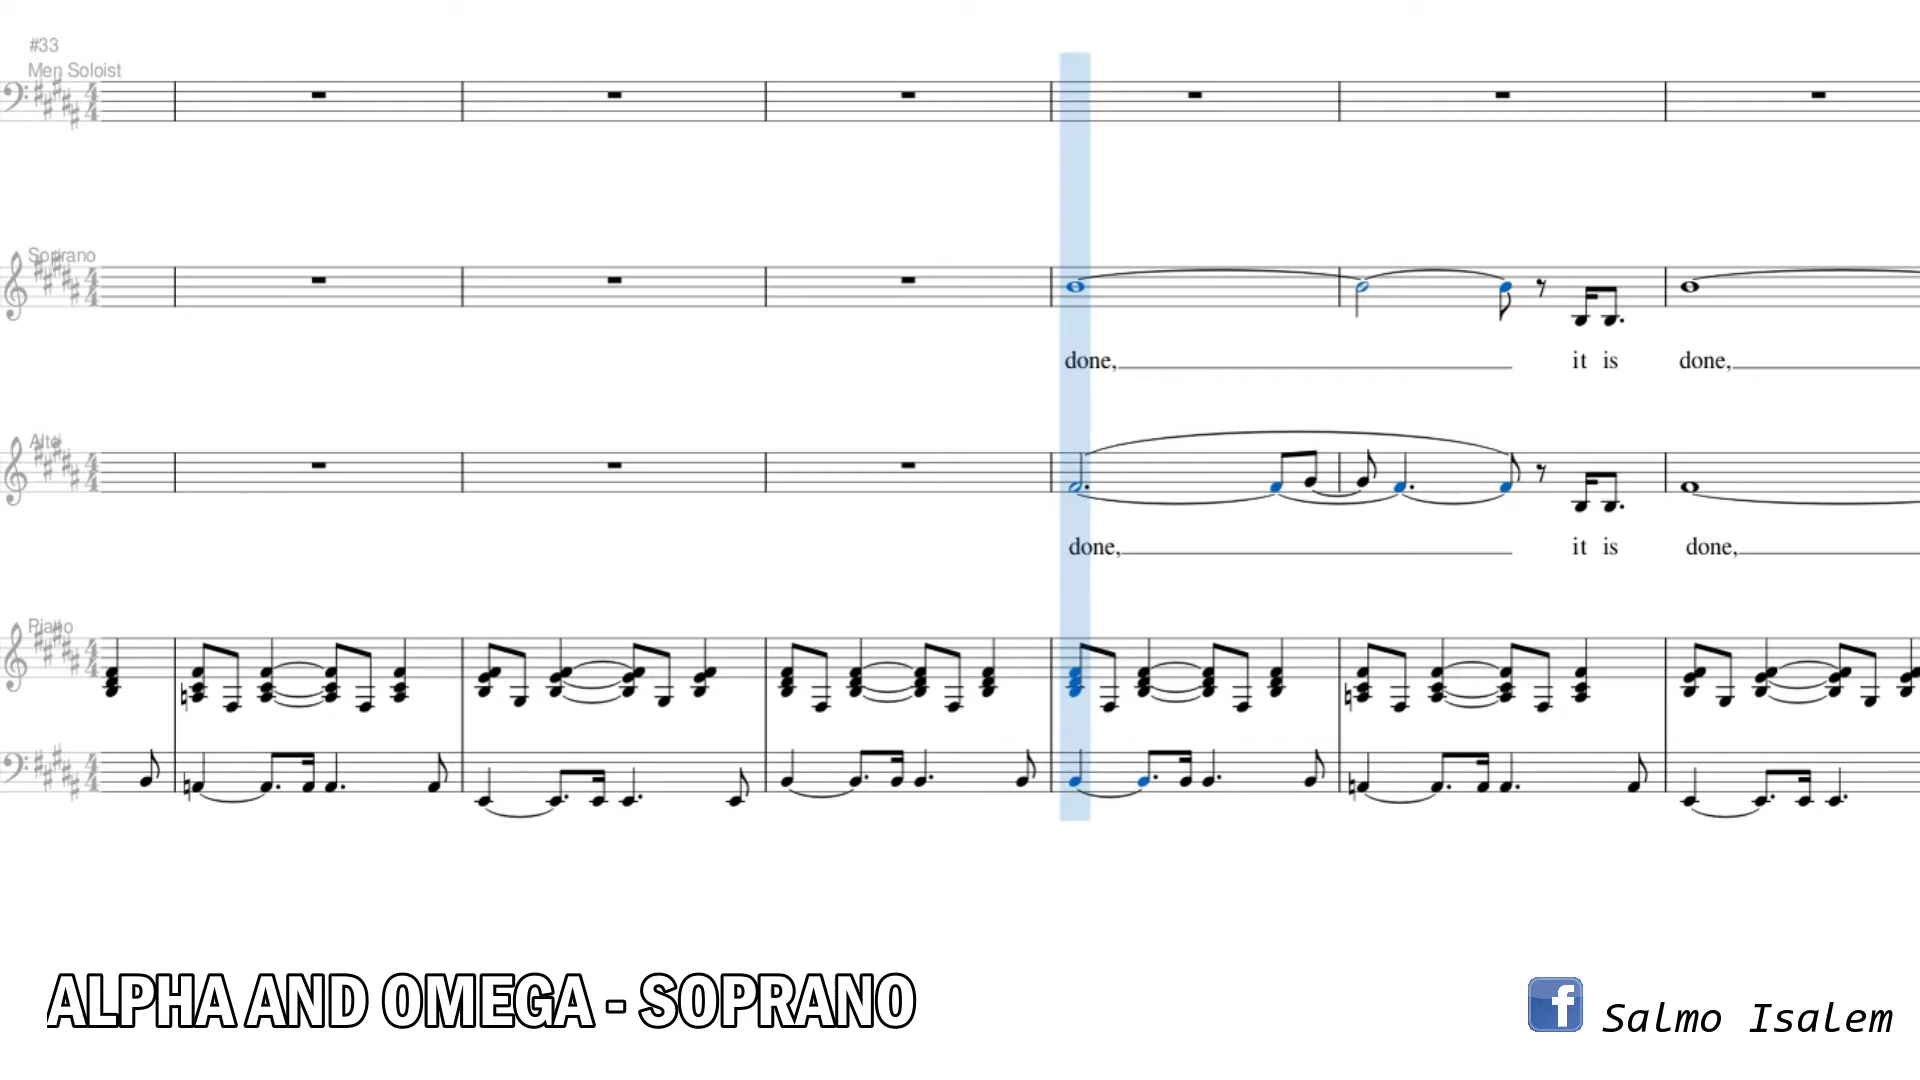 #33
Men Soloist
Soprano
done, it is done,
Alto
done, it is done,
Piano
ALPHA AND OMEGA - SOPRANO
f Salmo Isalem